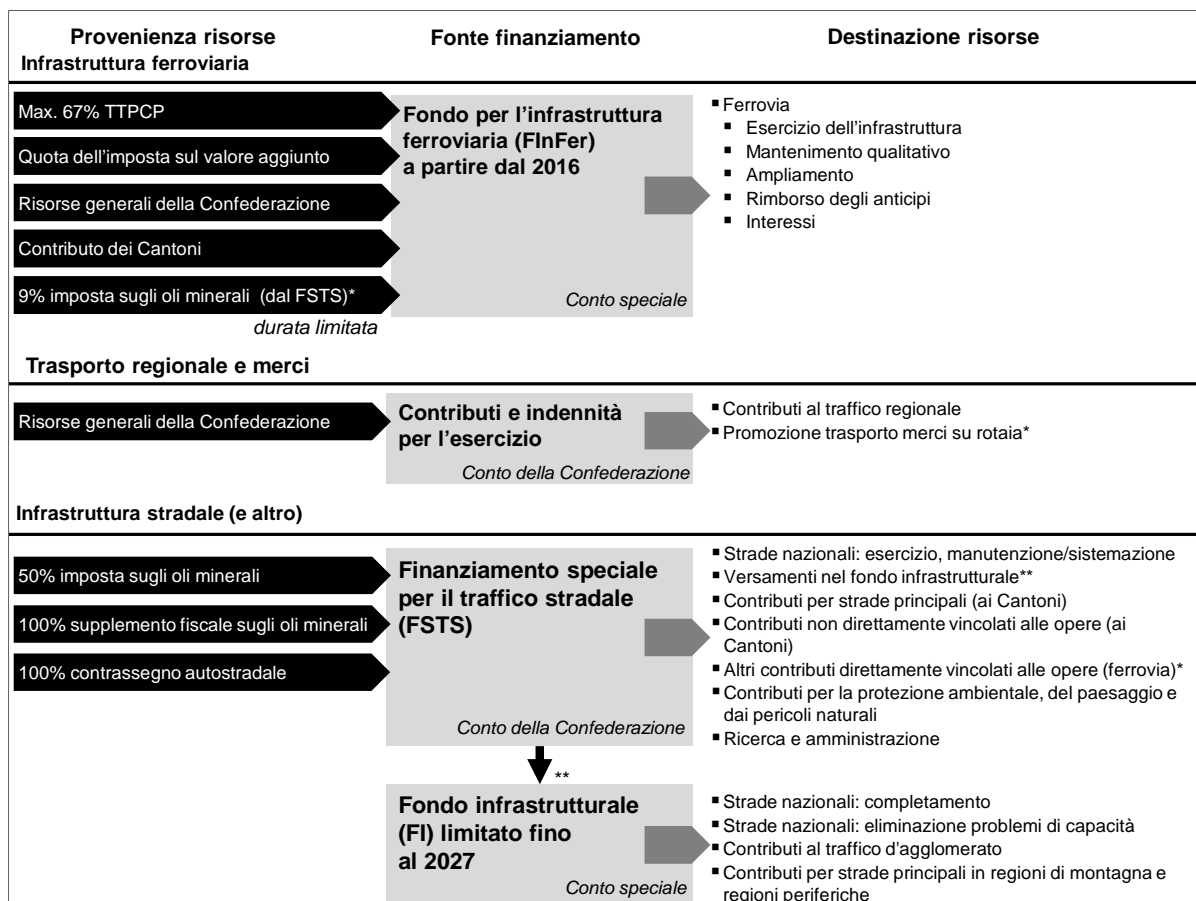 Provenienza risorse
Fonte finanziamento
Destinazione risorse
Infrastruttura ferroviaria
Max. 67% TTPCP
Quota dell'imposta sul valore aggiunto
Risorse generali della Confederazione
Contributo dei Cantoni
9% imposta sugli oli minerali (dal FSTS)*
durata limitata
Fondo per l'infrastruttura
ferroviaria (FInFer)
a partire dal 2016
Conto speciale
▪ Ferrovia
▪ Esercizio dell'infrastruttura
▪ Mantenimento qualitativo
▪ Ampliamento
▪ Rimborso degli anticipi
▪ Interessi
Trasporto regionale e merci
Risorse generali della Confederazione
Contributi e indennità
per l'esercizio
Conto della Confederazione
▪ Contributi al traffico regionale
▪ Promozione trasporto merci su rotaia*
Infrastruttura stradale (e altro)
50% imposta sugli oli minerali
100% supplemento fiscale sugli oli minerali
100% contrassegno autostradale
Finanziamento speciale
per il traffico stradale
(FSTS)
Conto della Confederazione
▪ Strade nazionali: esercizio, manutenzione/sistemazione
▪ Versamenti nel fondo infrastrutturale**
▪ Contributi per strade principali (ai Cantoni)
▪ Contributi non direttamente vincolati alle opere (ai
Cantoni)
▪ Altri contributi direttamente vincolati alle opere (ferrovia)*
▪ Contributi per la protezione ambientale, del paesaggio e
dai pericoli naturali
▪ Ricerca e amministrazione
**
Fondo infrastrutturale
(FI) limitato fino
al 2027
Conto speciale
▪ Strade nazionali: completamento
▪ Strade nazionali: eliminazione problemi di capacità
▪ Contributi al traffico d'agglomerato
▪ Contributi per strade principali in regioni di montagna e
regioni periferiche